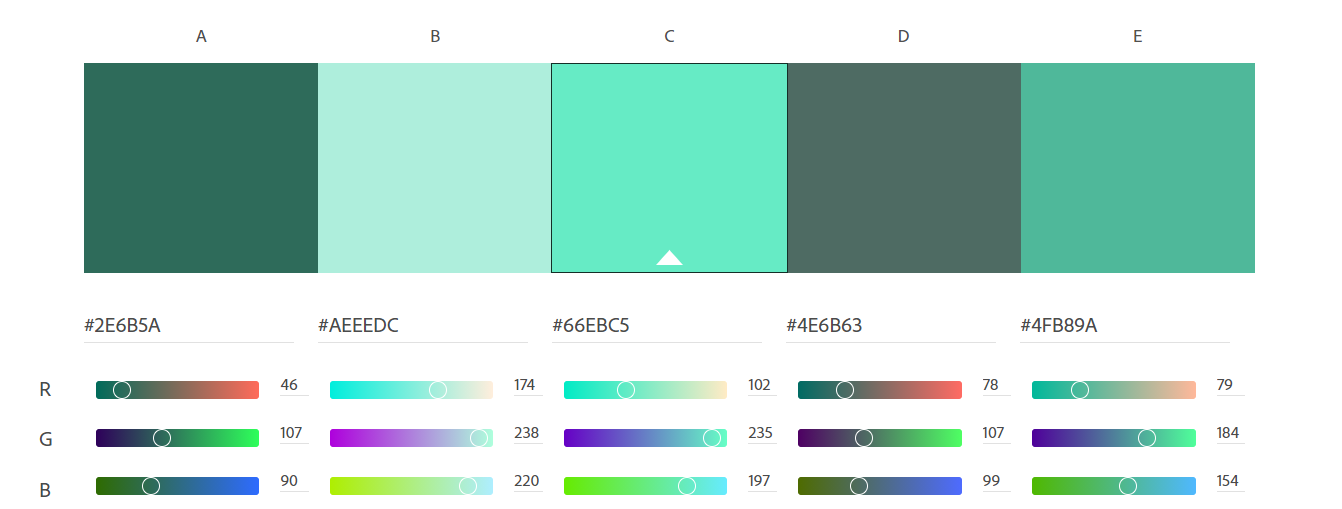 A B C D E
#2E6B5A #AEEEDC #66EBC5 #4E6B63 #4FB89A
R 46 174 102 78 79
G 107 238 235 107 184
B 90 220 197 99 154